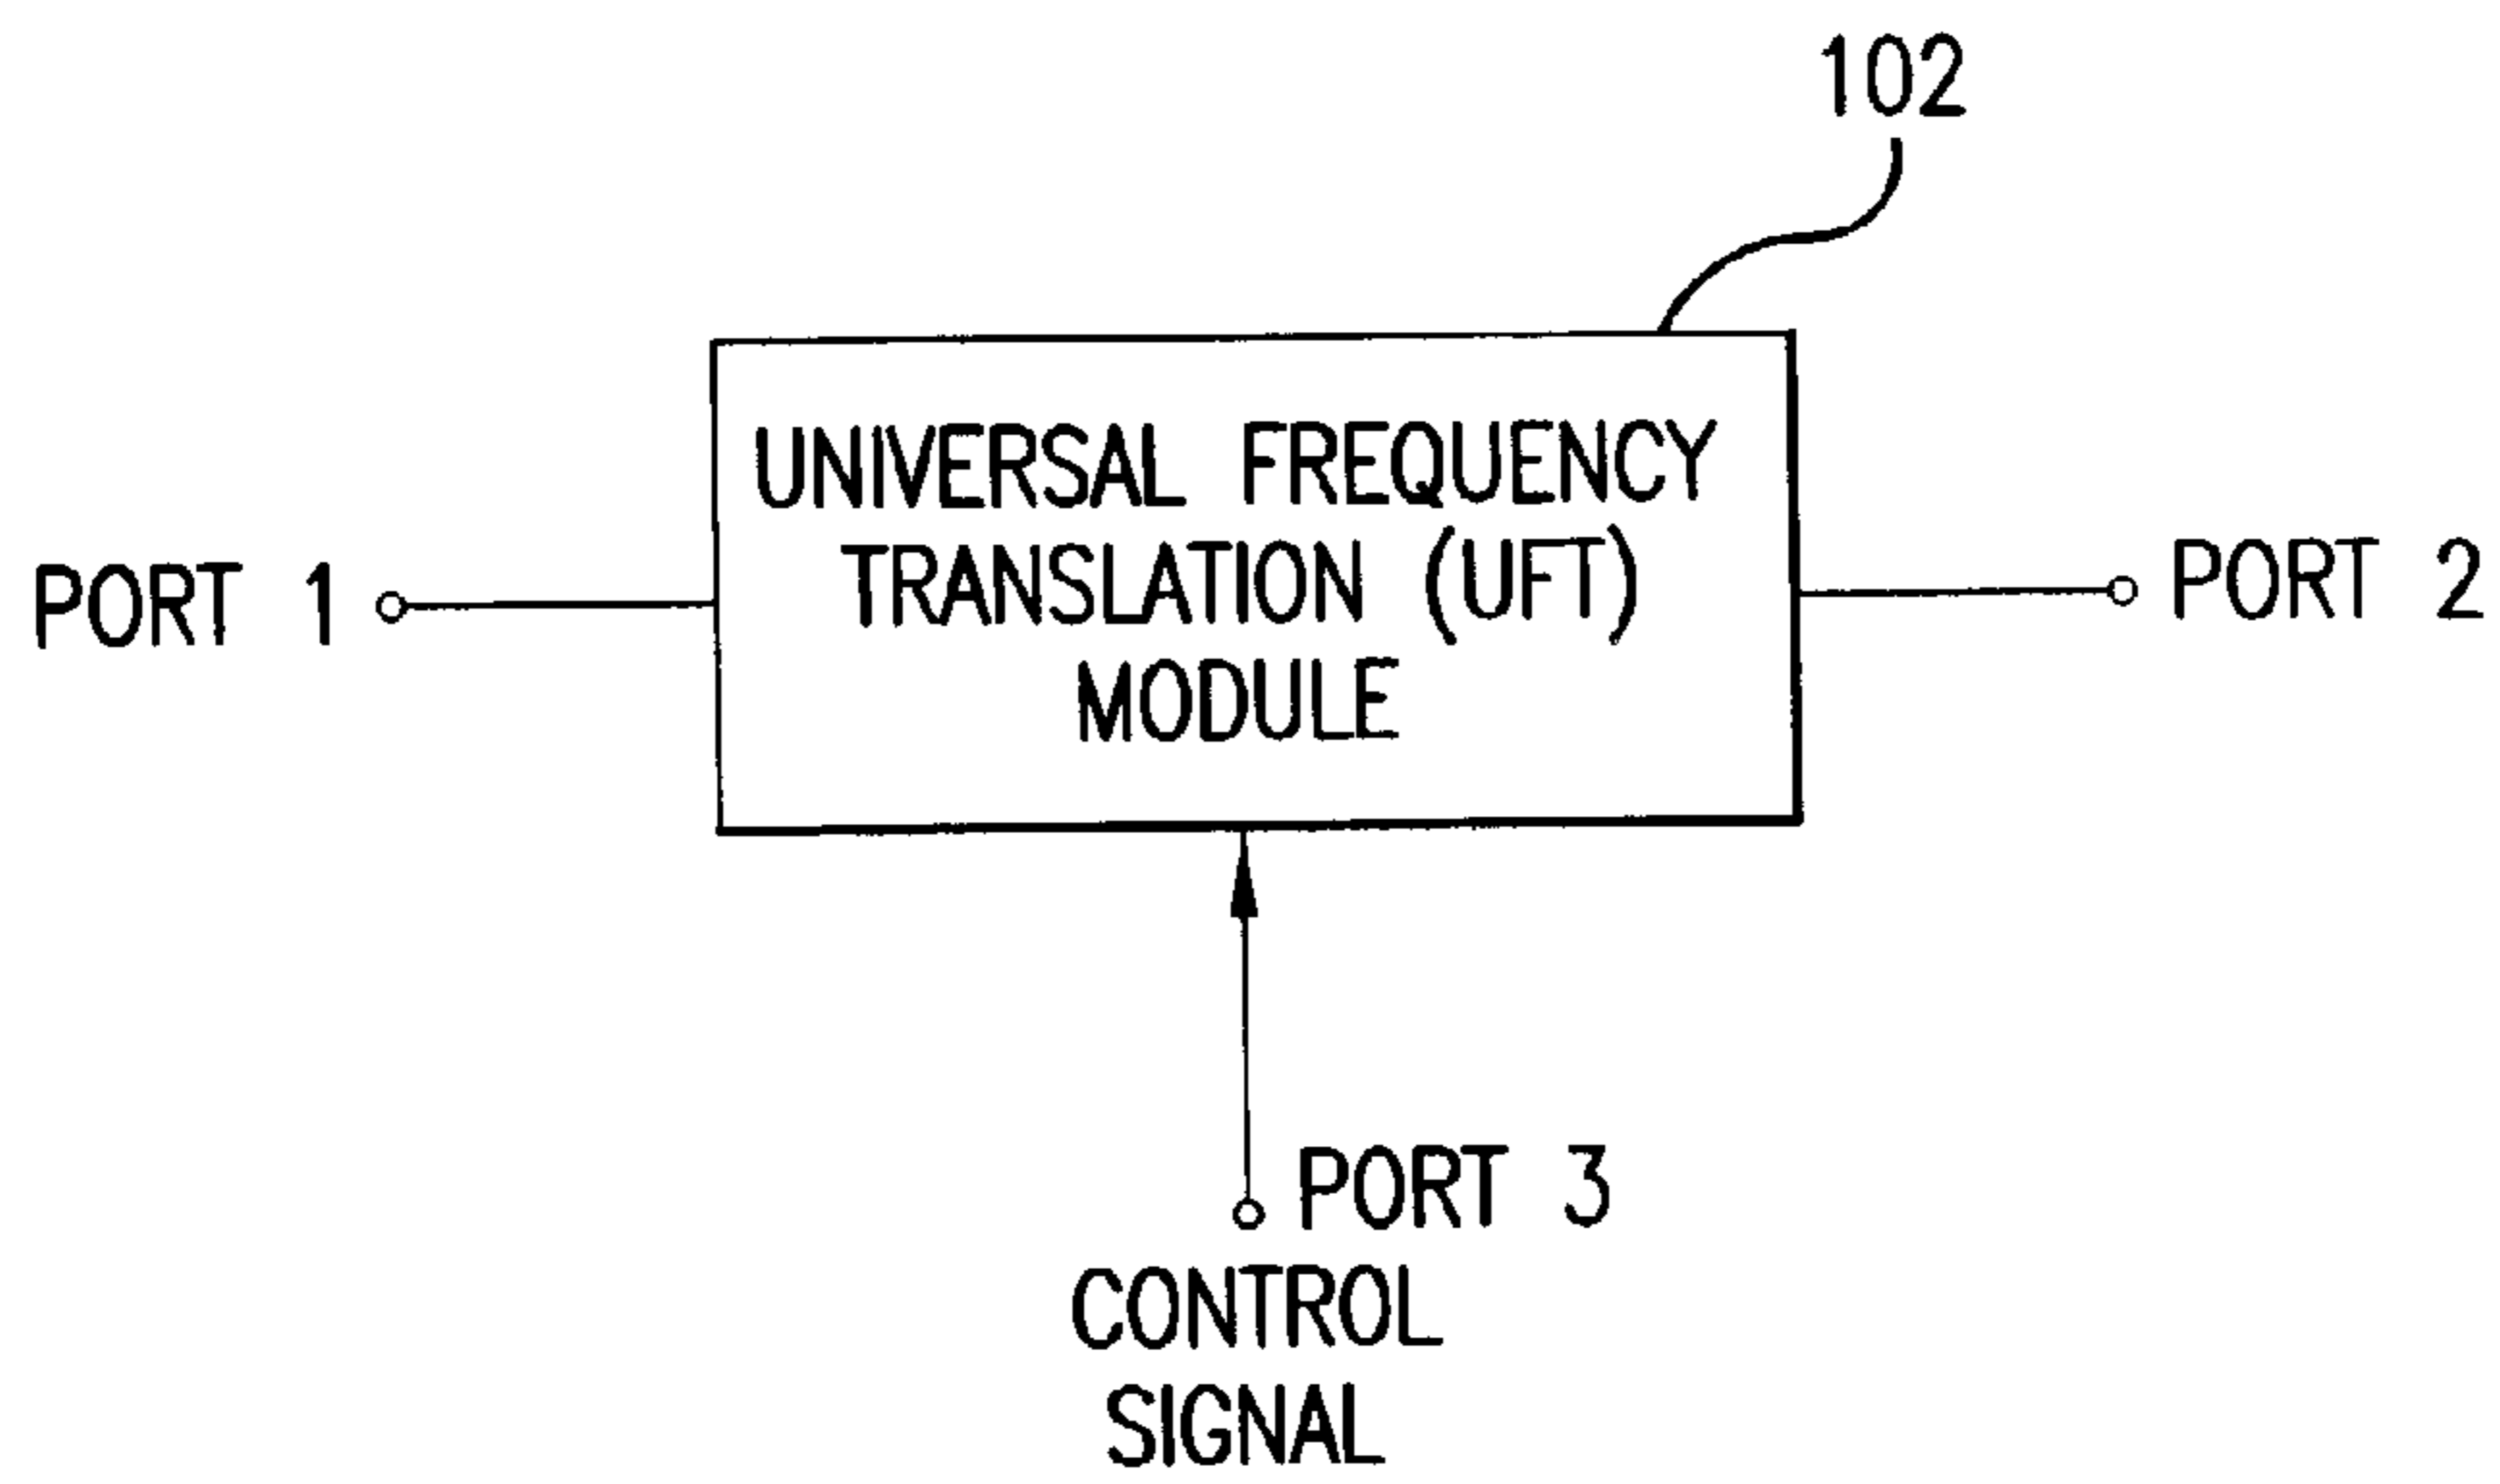 102
UNIVERSAL FREQUENCY
TRANSLATION (UFT)
MODULE
PORT 1
PORT 2
PORT 3
CONTROL
SIGNAL